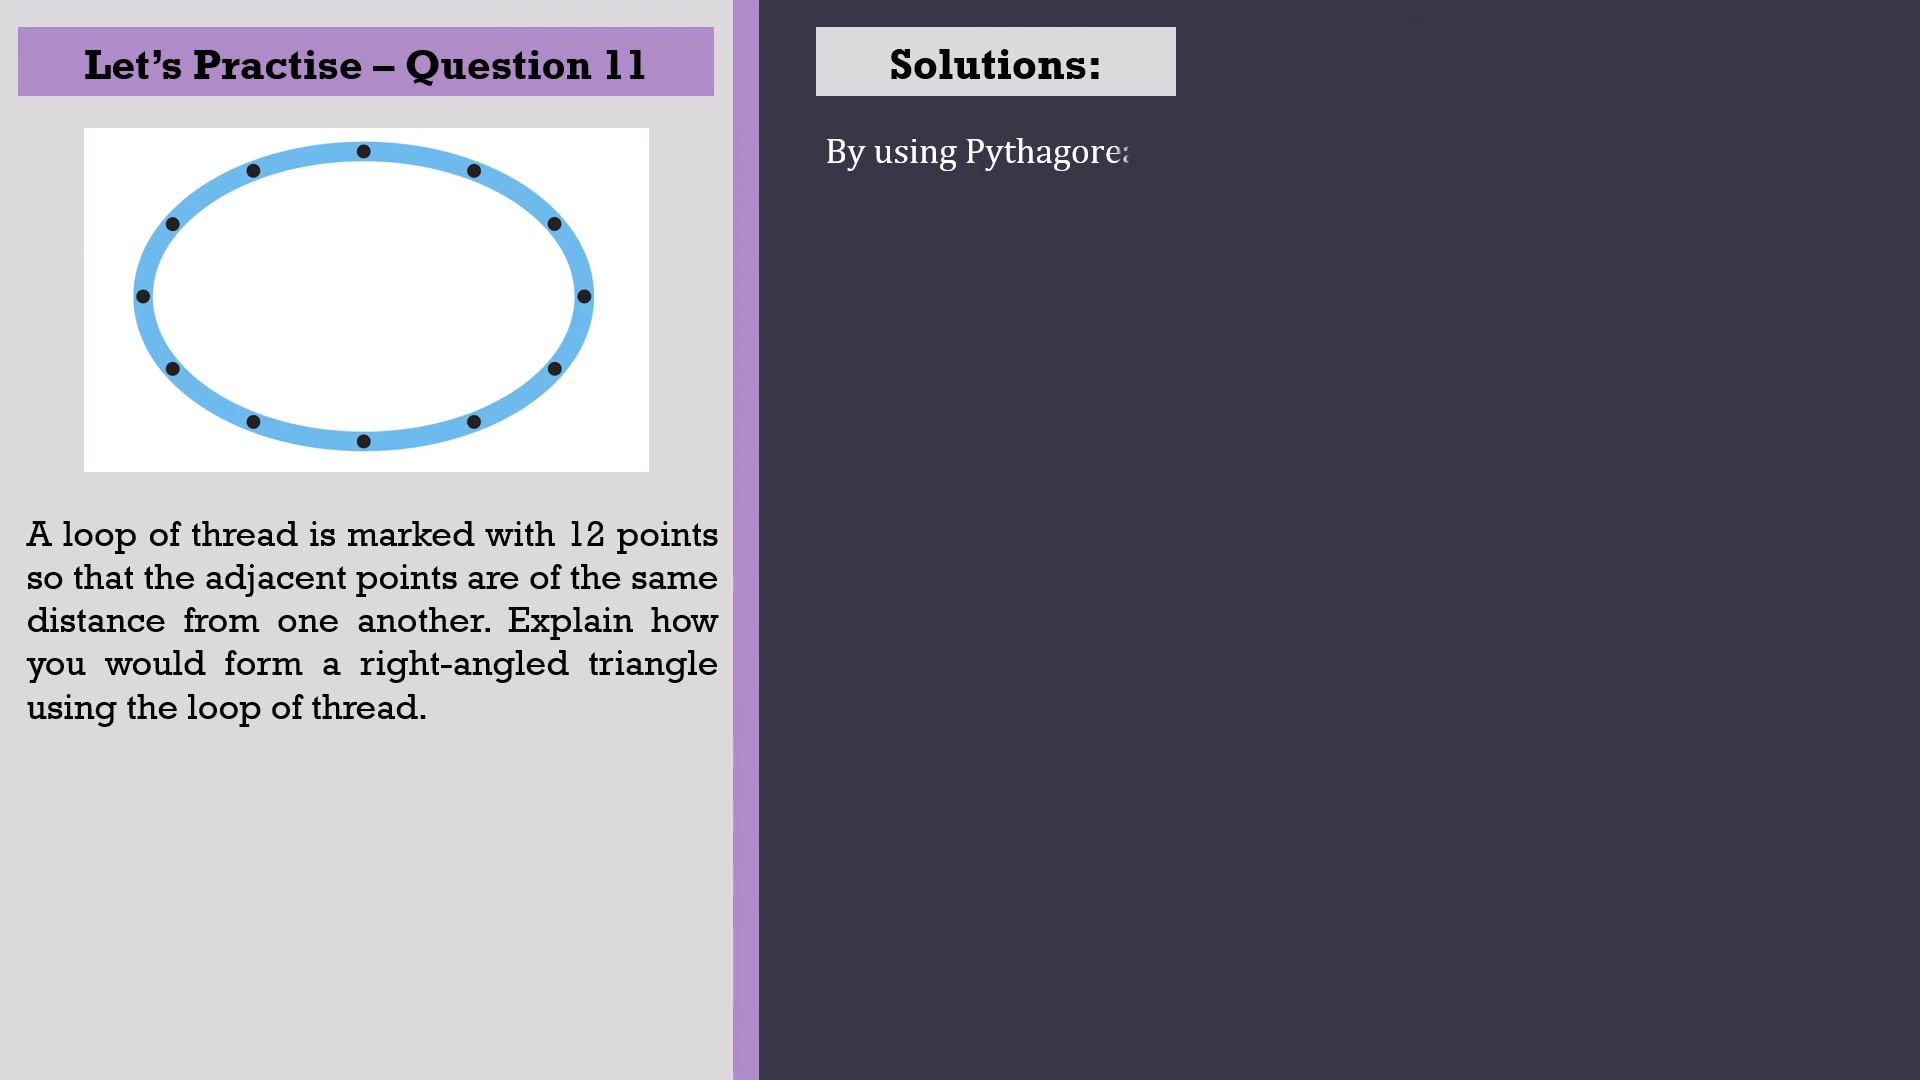 Let’s Practise – Question 11
A loop of thread is marked with 12 points
so that the adjacent points are of the same
distance from one another. Explain how
you would form a right-angled triangle
using the loop of thread.
Solutions:
By using Pythagore